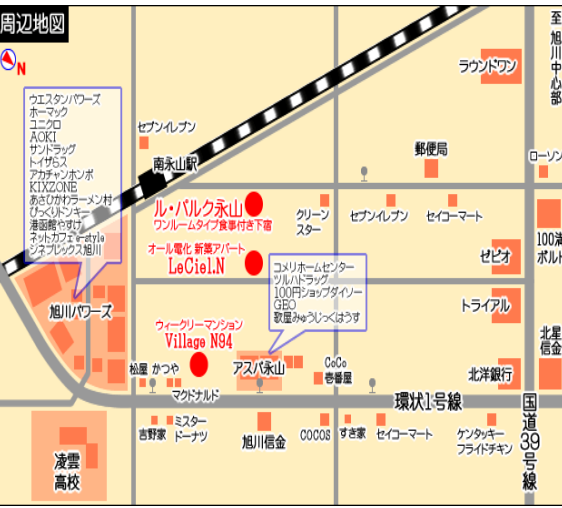 周辺地図
N
至旭川中心部
ラウンドワン
ウエスタンパワーズ
ホーマック
ユニクロ
AOKI
サンドラッグ
トイザらス
アカチャンホンポ
KIXZONE
あさひかわラーメン村
びっくりドンキー
港函館やすけ
ネットカフェe-style
シネプレックス旭川
セブンイレブン
南永山駅
郵便局
ローソン
ル・パルク永山
ワンルームタイプ食事付き下宿
クリーン
スター
セブンイレブン
セイコーマート
100満
ボルト
オール電化 新築アパート
LeCiel.N
ゼビオ
コメリホームセンター
ツルハドラッグ
100円ショップダイソー
GEO
歌屋みゅうじっくはうす
旭川パワーズ
トライアル
ウィークリーマンション
Village N94
北星
信金
松屋 かつや
アスパ永山
CoCo
壱番屋
北洋銀行
マクドナルド
環状1号線
国道39号線
吉野家
ミスター
ドーナツ
旭川信金
COCOS
すき家
セイコーマート
ケンタッキー
フライドチキン
凌雲
高校